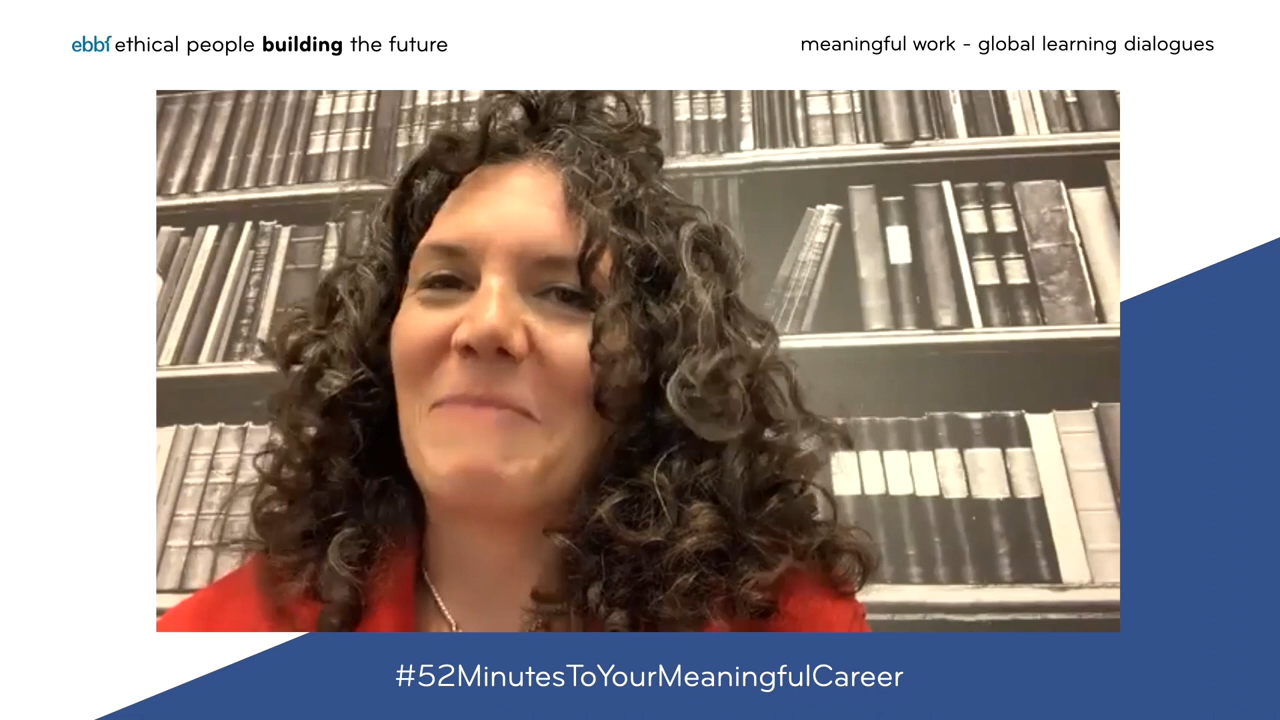 ebbf ethical people building the future
meaningful work - global learning dialogues
#52MinutesToYourMeaningfulCareer